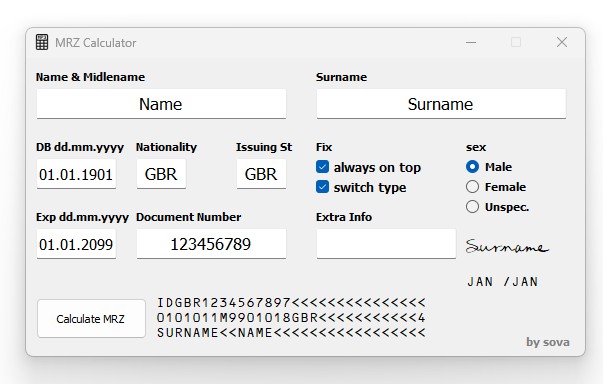 MRZ Calculator
Name & Midlename
Surname
Name
Surname
DB dd.mm.yyyy
Nationality
Issuing St
Fix
sex
01.01.1901
GBR
GBR
always on top
switch type
Male
Female
Unspec.
Exp dd.mm.yyyy
Document Number
Extra Info
01.01.2099
123456789
Surname
JAN /JAN
Calculate MRZ
IDGBR1234567897<<<<<<<<<<<<<<<
0101011M9901018GBR<<<<<<<<<<<4
SURNAME<<NAME<<<<<<<<<<<<<<<<<
by sova